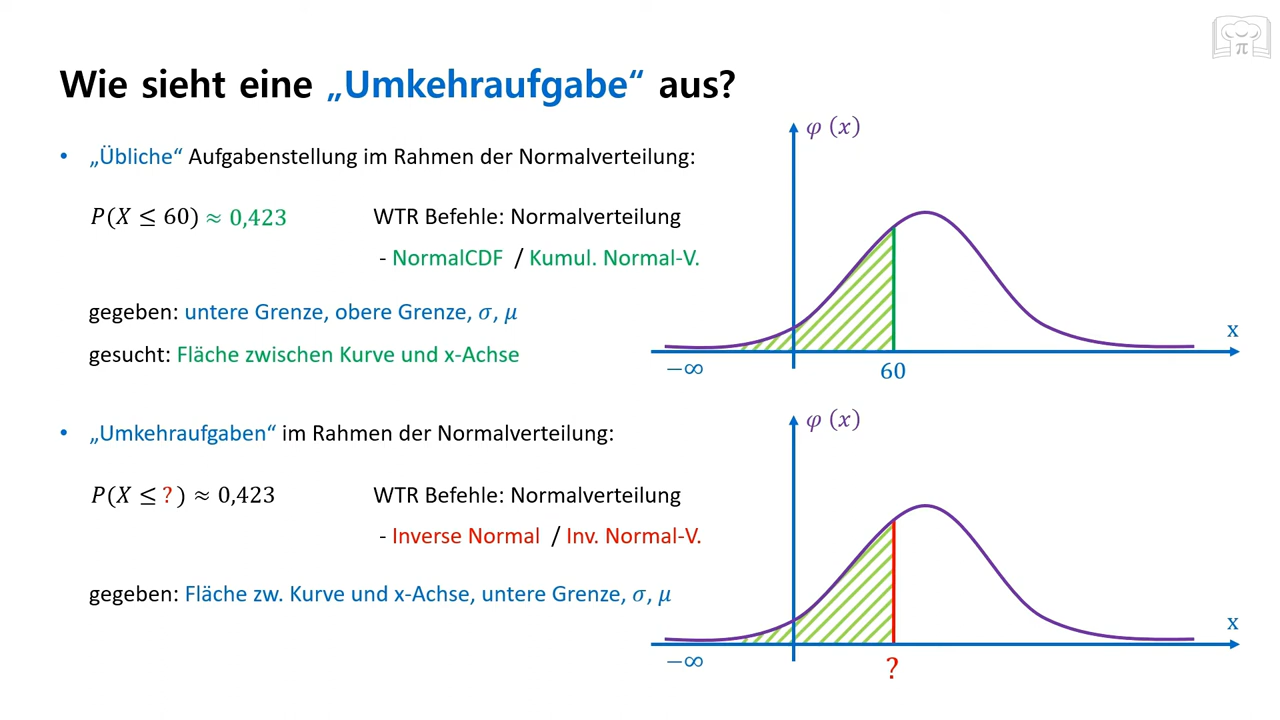 Wie sieht eine „Umkehraufgabe“ aus?
• „Übliche“ Aufgabenstellung im Rahmen der Normalverteilung:
P(X ≤ 60) ≈ 0,423 WTR Befehle: Normalverteilung
- NormalCDF / Kumul. Normal-V.
gegeben: untere Grenze, obere Grenze, σ, μ
gesucht: Fläche zwischen Kurve und x-Achse
φ (x)
x
−∞ 60
• „Umkehraufgaben“ im Rahmen der Normalverteilung:
P(X ≤ ?) ≈ 0,423 WTR Befehle: Normalverteilung
- Inverse Normal / Inv. Normal-V.
gegeben: Fläche zw. Kurve und x-Achse, untere Grenze, σ, μ
φ (x)
x
−∞ ?
π